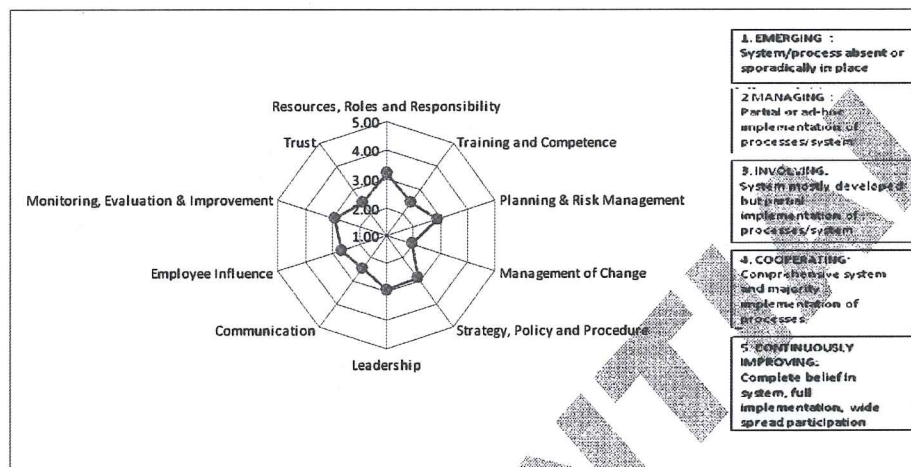 Resources, Roles and Responsibility
5.00
4.00
3.00
2.00
1.00
Training and Competence
Planning & Risk Management
Management of Change
Strategy, Policy and Procedure
Leadership
Communication
Employee Influence
Monitoring, Evaluation & Improvement
Trust
1. EMERGING :
System/process absent or
sporadically in place
2 MANAGING :
Partial or ad-hoc
implementation of
processes/system
3. INVOLVING:
System mostly developed
but partial
implementation of
processes/system
4. COOPERATING:
Comprehensive system
and majority
implementation of
processes
5. CONTINUOUSLY
IMPROVING:
Complete belief in
system, full
implementation, wide
spread participation